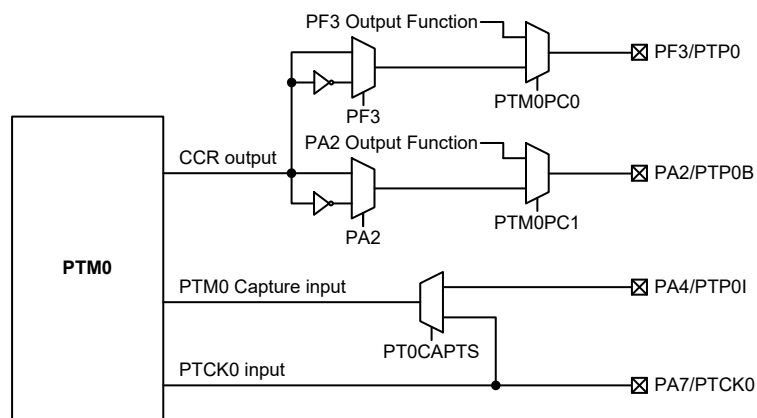 PF3 Output Function
PF3/PTP0
PTM0PC0
PF3
PA2 Output Function
CCR output
PA2/PTP0B
PTM0PC1
PA2
PTM0
PTM0 Capture input
PA4/PTP0I
PT0CAPTS
PTCK0 input
PA7/PTCK0